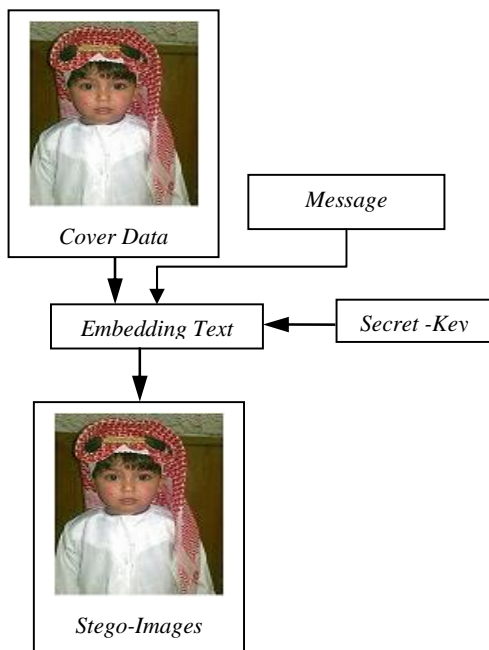 Cover Data
Message
Embedding Text
Secret -Key
Stego-Images